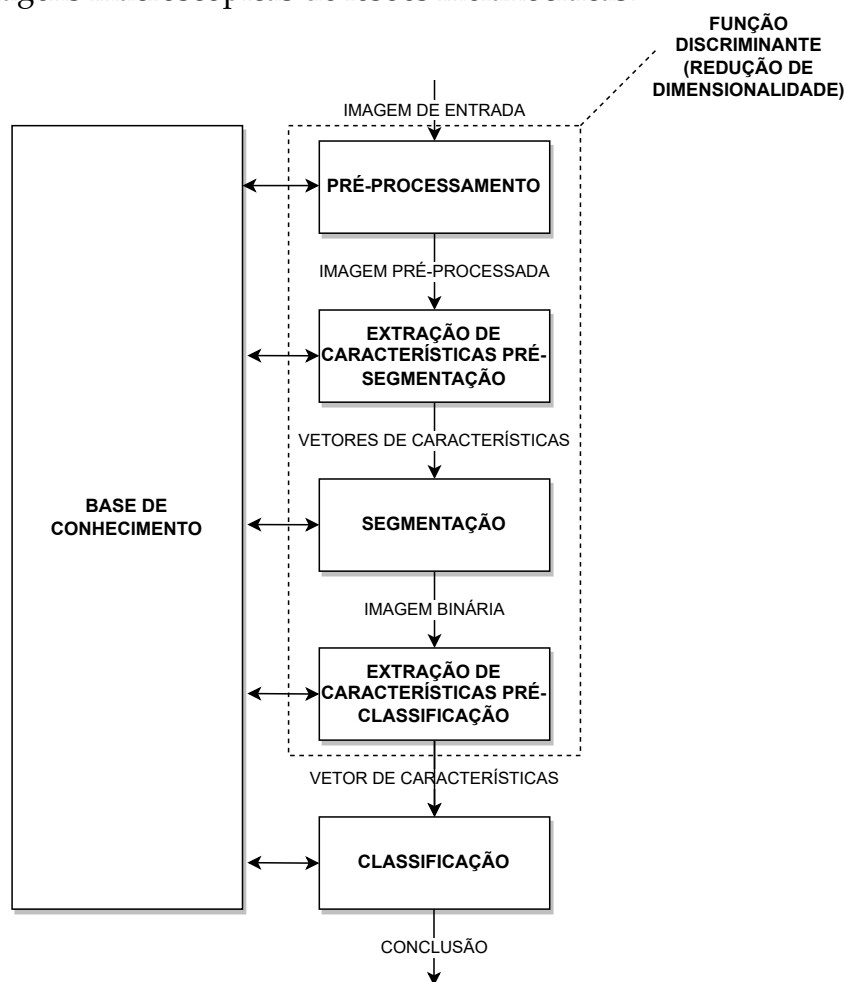 FUNÇÃO
DISCRIMINANTE
(REDUÇÃO DE
DIMENSIONALIDADE)
IMAGEM DE ENTRADA
PRÉ-PROCESSAMENTO
IMAGEM PRÉ-PROCESSADA
EXTRAÇÃO DE
CARACTERÍSTICAS PRÉ-
SEGMENTAÇÃO
VETORES DE CARACTERÍSTICAS
BASE DE
CONHECIMENTO
SEGMENTAÇÃO
IMAGEM BINÁRIA
EXTRAÇÃO DE
CARACTERÍSTICAS PRÉ-
CLASSIFICAÇÃO
VETOR DE CARACTERÍSTICAS
CLASSIFICAÇÃO
CONCLUSÃO